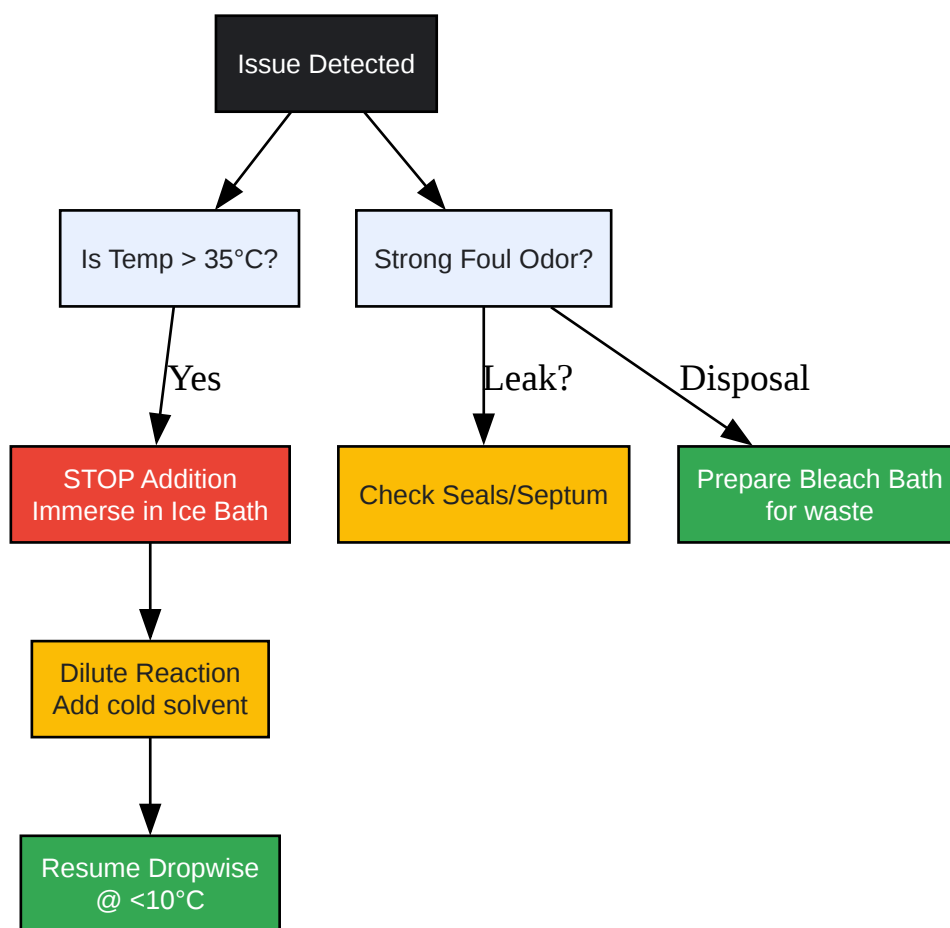 Issue Detected
Is Temp > 35°C?
Strong Foul Odor?
Yes
Leak?
Disposal
STOP Addition
Immerse in Ice Bath
Check Seals/Septum
Prepare Bleach Bath
for waste
Dilute Reaction
Add cold solvent
Resume Dropwise
@ <10°C